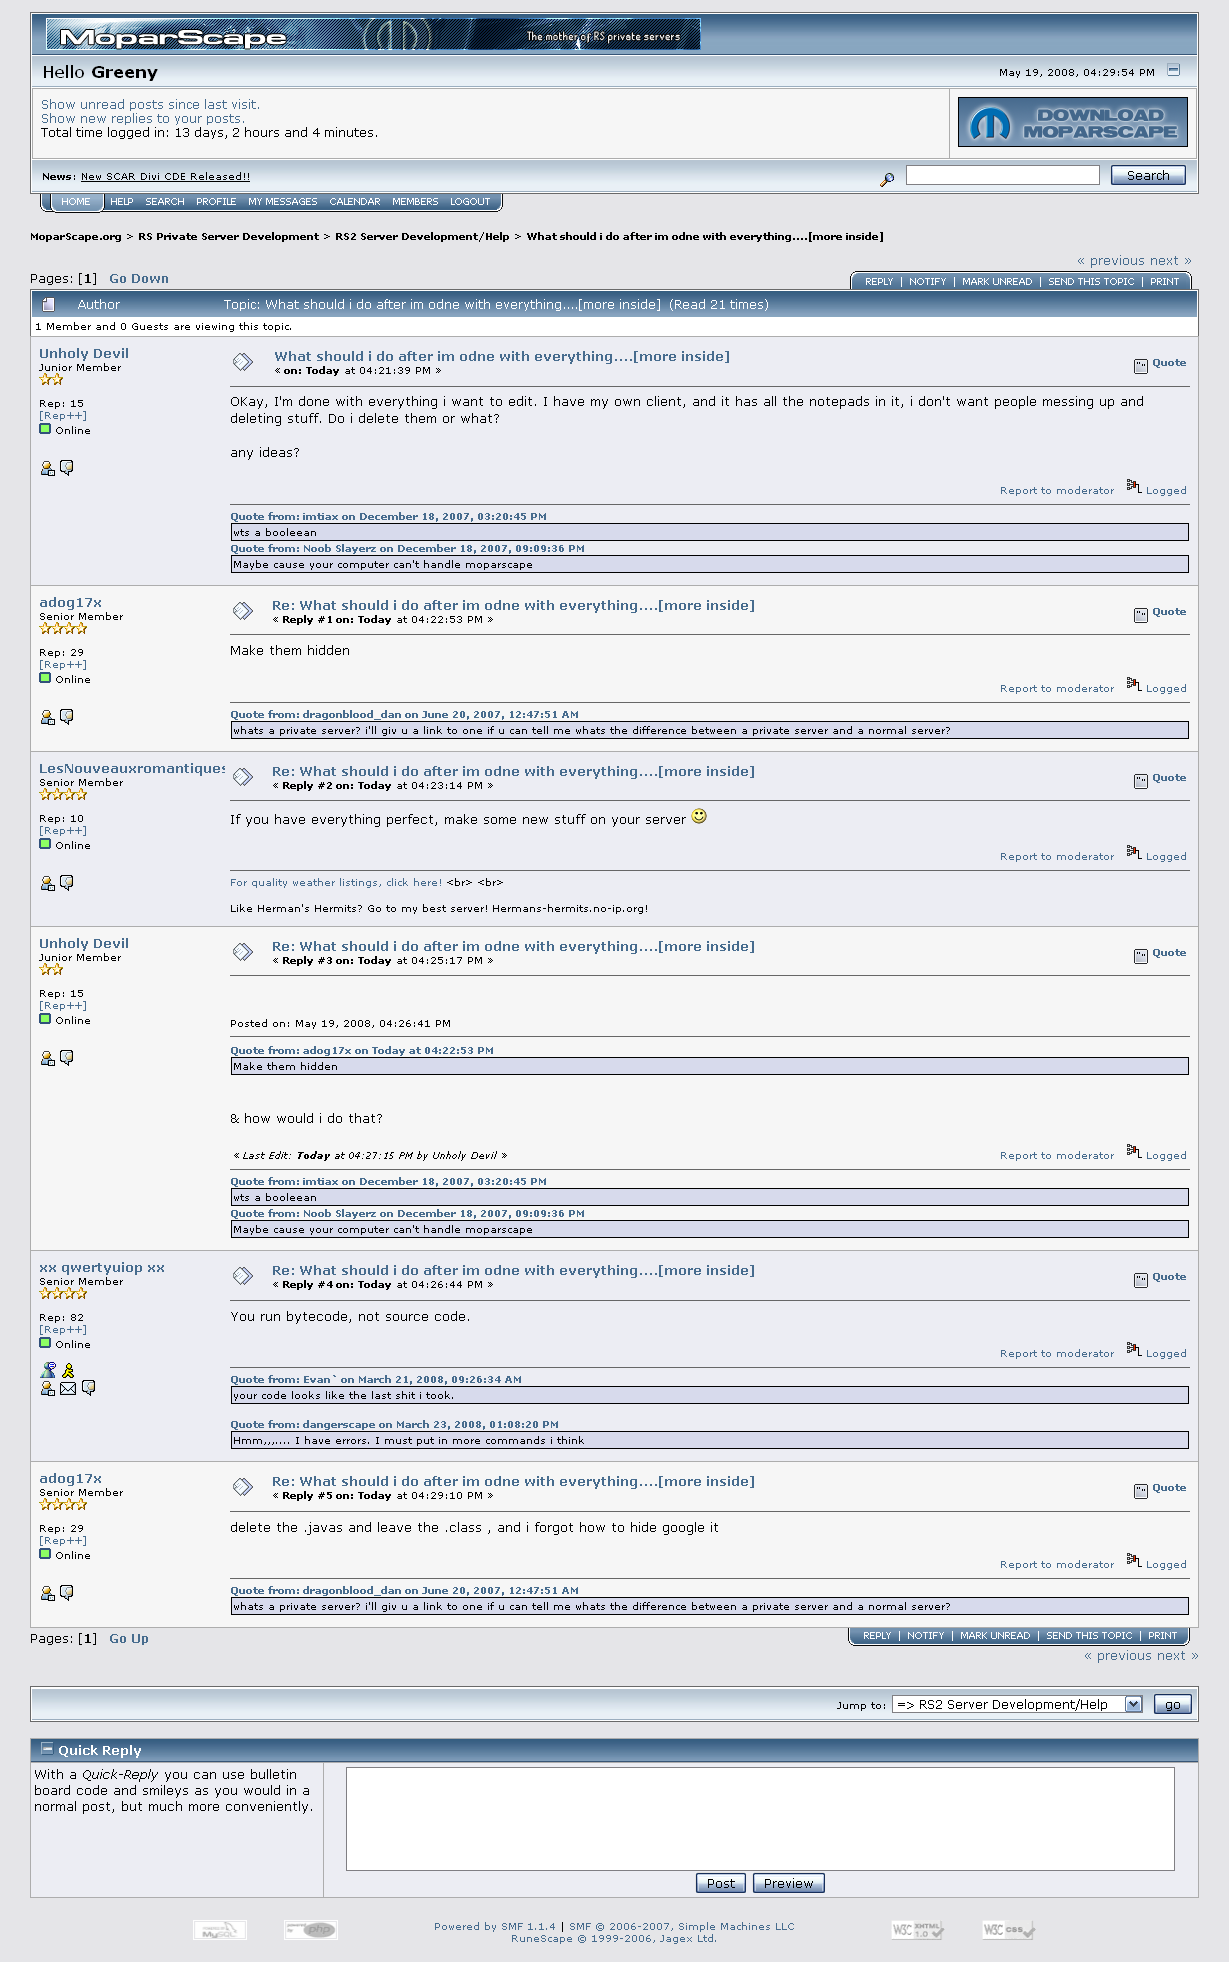 MoparScape The mother of RS private servers
Hello Greeny May 19, 2008, 04:29:54 PM
Show unread posts since last visit.
Show new replies to your posts.
Total time logged in: 13 days, 2 hours and 4 minutes.
DOWNLOAD
MOPARSCAPE
News: New SCAR Divi CDE Released!! Search
HOME HELP SEARCH PROFILE MY MESSAGES CALENDAR MEMBERS LOGOUT
MoparScape.org > RS Private Server Development > RS2 Server Development/Help > What should i do after im odne with everything....[more inside]
« previous next »
Pages: [1] Go Down REPLY | NOTIFY | MARK UNREAD | SEND THIS TOPIC | PRINT
Author Topic: What should i do after im odne with everything....[more inside] (Read 21 times)
1 Member and 0 Guests are viewing this topic.
Unholy Devil
Junior Member
Rep: 15
[Rep++]
Online
What should i do after im odne with everything....[more inside]
« on: Today at 04:21:39 PM »
Quote
OKay, I'm done with everything i want to edit. I have my own client, and it has all the notepads in it, i don't want people messing up and
deleting stuff. Do i delete them or what?
any ideas?
Report to moderator Logged
Quote from: imtiax on December 18, 2007, 03:20:45 PM
wts a booleean
Quote from: Noob Slayerz on December 18, 2007, 09:09:36 PM
Maybe cause your computer can't handle moparscape
adog17x
Senior Member
Rep: 29
[Rep++]
Online
Re: What should i do after im odne with everything....[more inside]
« Reply #1 on: Today at 04:22:53 PM »
Quote
Make them hidden
Report to moderator Logged
Quote from: dragonblood_dan on June 20, 2007, 12:47:51 AM
whats a private server? i'll giv u a link to one if u can tell me whats the difference between a private server and a normal server?
LesNouveauxromantiques
Senior Member
Rep: 10
[Rep++]
Online
Re: What should i do after im odne with everything....[more inside]
« Reply #2 on: Today at 04:23:14 PM »
Quote
If you have everything perfect, make some new stuff on your server
Report to moderator Logged
For quality weather listings, click here! <br> <br>
Like Herman's Hermits? Go to my best server! Hermans-hermits.no-ip.org!
Unholy Devil
Junior Member
Rep: 15
[Rep++]
Online
Re: What should i do after im odne with everything....[more inside]
« Reply #3 on: Today at 04:25:17 PM »
Quote
Posted on: May 19, 2008, 04:26:41 PM
Quote from: adog17x on Today at 04:22:53 PM
Make them hidden
& how would i do that?
« Last Edit: Today at 04:27:15 PM by Unholy Devil » Report to moderator Logged
Quote from: imtiax on December 18, 2007, 03:20:45 PM
wts a booleean
Quote from: Noob Slayerz on December 18, 2007, 09:09:36 PM
Maybe cause your computer can't handle moparscape
xx qwertyuiop xx
Senior Member
Rep: 82
[Rep++]
Online
Re: What should i do after im odne with everything....[more inside]
« Reply #4 on: Today at 04:26:44 PM »
Quote
You run bytecode, not source code.
Report to moderator Logged
Quote from: Evan` on March 21, 2008, 09:26:34 AM
your code looks like the last shit i took.
Quote from: dangerscape on March 23, 2008, 01:08:20 PM
Hmm,,,.... I have errors. I must put in more commands i think
adog17x
Senior Member
Rep: 29
[Rep++]
Online
Re: What should i do after im odne with everything....[more inside]
« Reply #5 on: Today at 04:29:10 PM »
Quote
delete the .javas and leave the .class , and i forgot how to hide google it
Report to moderator Logged
Quote from: dragonblood_dan on June 20, 2007, 12:47:51 AM
whats a private server? i'll giv u a link to one if u can tell me whats the difference between a private server and a normal server?
Pages: [1] Go Up REPLY | NOTIFY | MARK UNREAD | SEND THIS TOPIC | PRINT
« previous next »
Jump to: => RS2 Server Development/Help go
Quick Reply
With a Quick-Reply you can use bulletin
board code and smileys as you would in a
normal post, but much more conveniently.
Post Preview
MySQL php Powered by SMF 1.1.4 | SMF © 2006-2007, Simple Machines LLC W3C XHTML 1.0 W3C css
RuneScape © 1999-2006, Jagex Ltd.